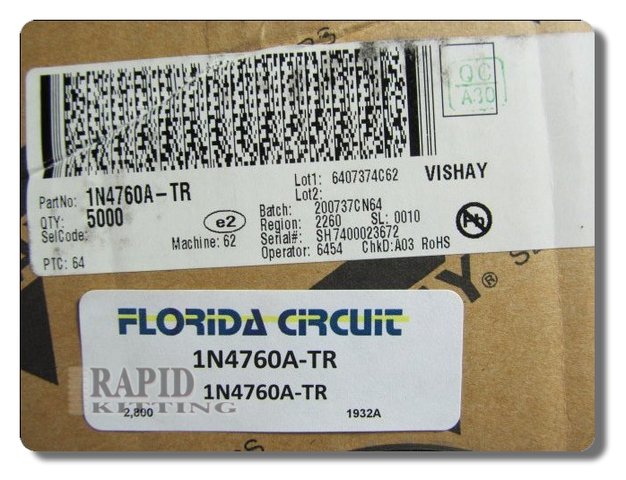 QC
A30
PartNo: 1N4760A-TR
QTY: 5000
SelCode:
PTC: 64
e2
Machine: 62
Lot1: 6407374C62
Lot2:
Batch: 200737CN64
Region: 2260 SL: 0010
Serial#: SH7400023672
Operator: 6454 ChkD:A03 RoHS
VISHAY
Pb
AY® S
FLORIDA CIRCUIT
1N4760A-TR
1N4760A-TR
RAPID
KITTING
2,800 1932A